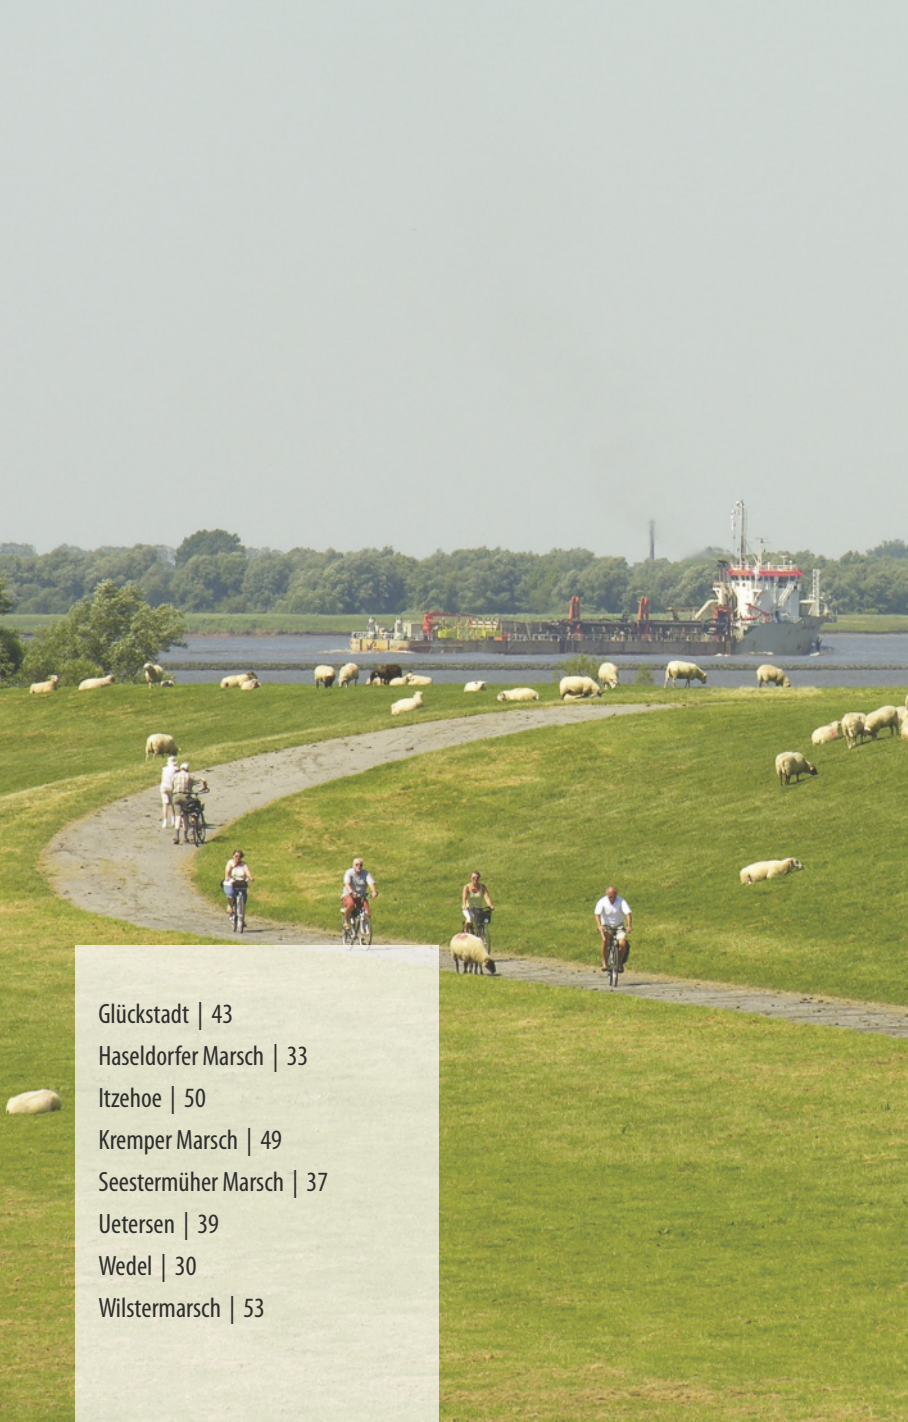 Glückstadt | 43
Haseldorfer Marsch | 33
Itzehoe | 50
Kremper Marsch | 49
Seestermüher Marsch | 37
Uetersen | 39
Wedel | 30
Wilstermarsch | 53